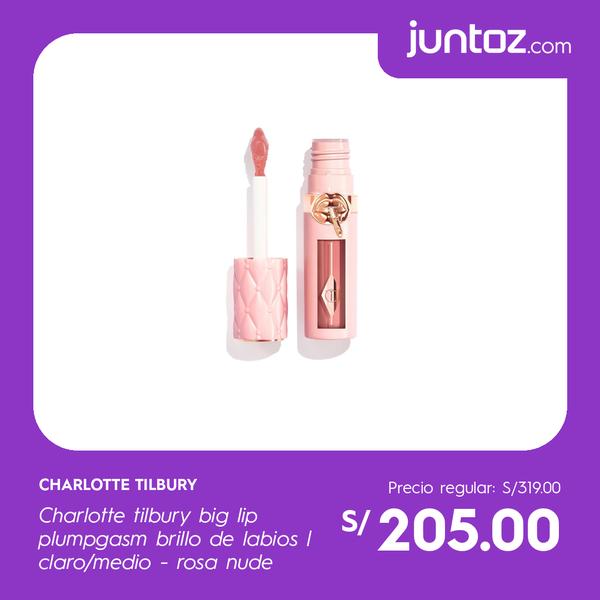 juntoz.com
CHARLOTTE TILBURY
Charlotte tilbury big lip
plumpgasm brillo de labios |
claro/medio - rosa nude
Precio regular: S/319.00
S/ 205.00